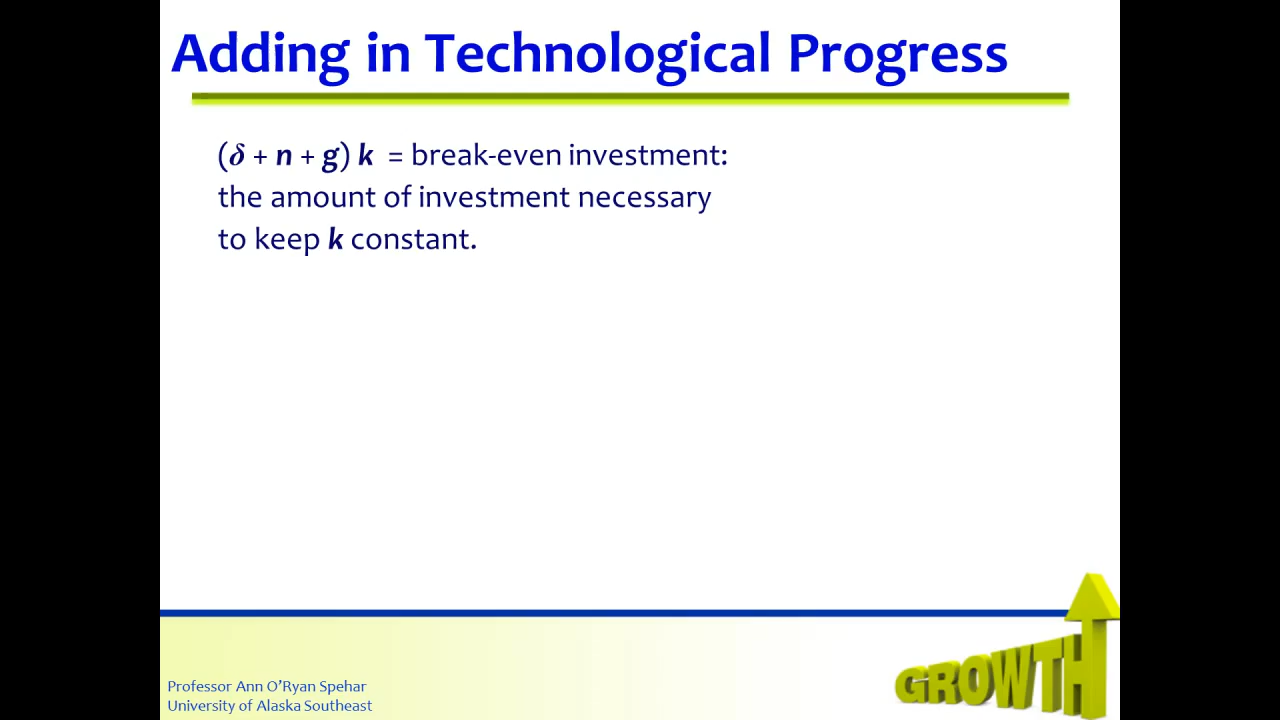 Adding in Technological Progress
(δ + n + g) k = break-even investment:
the amount of investment necessary
to keep k constant.
GROWTH
Professor Ann O’Ryan Spehar
University of Alaska Southeast